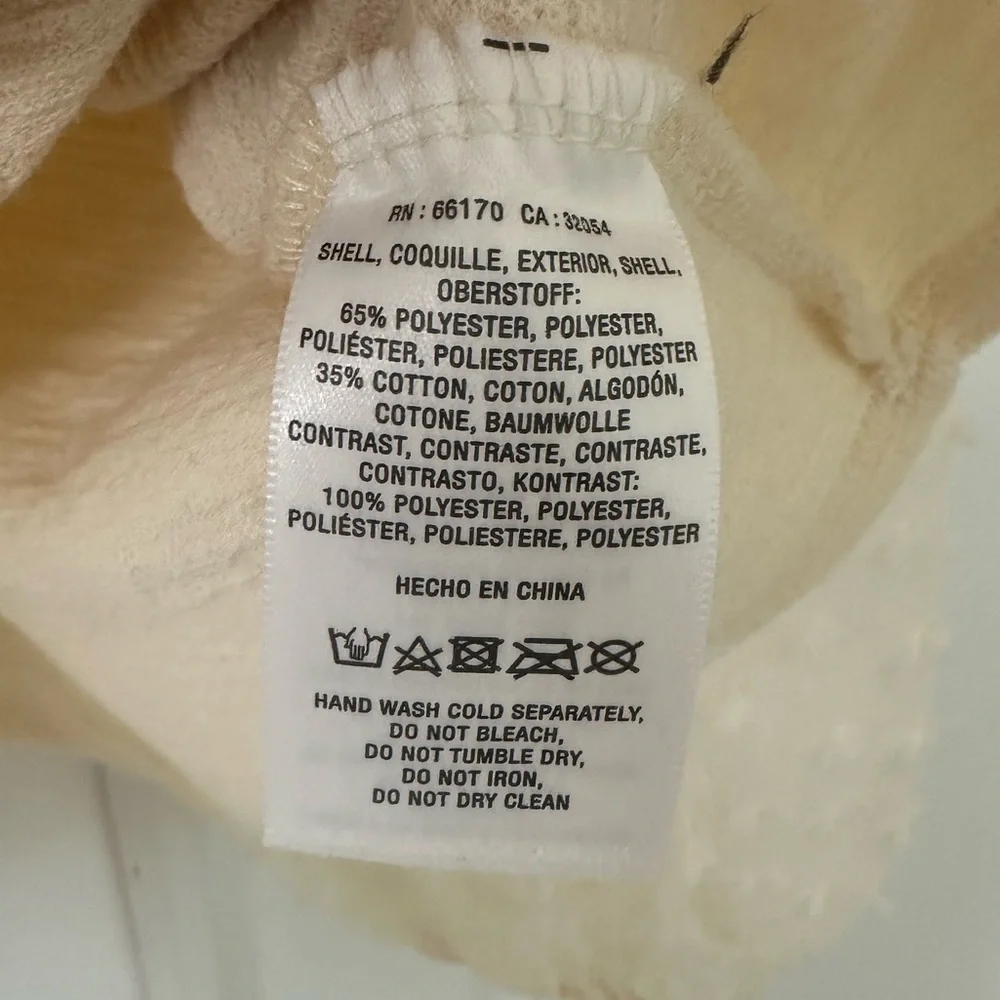 RN : 66170 CA : 32054
SHELL, COQUILLE, EXTERIOR, SHELL,
OBERSTOFF:
65% POLYESTER, POLYESTER,
POLIÉSTER, POLIESTERE, POLYESTER
35% COTTON, COTON, ALGODÓN,
COTONE, BAUMWOLLE
CONTRAST, CONTRASTE, CONTRASTE,
CONTRASTO, KONTRAST:
100% POLYESTER, POLYESTER,
POLIÉSTER, POLIESTERE, POLYESTER
HECHO EN CHINA
HAND WASH COLD SEPARATELY,
DO NOT BLEACH,
DO NOT TUMBLE DRY,
DO NOT IRON,
DO NOT DRY CLEAN